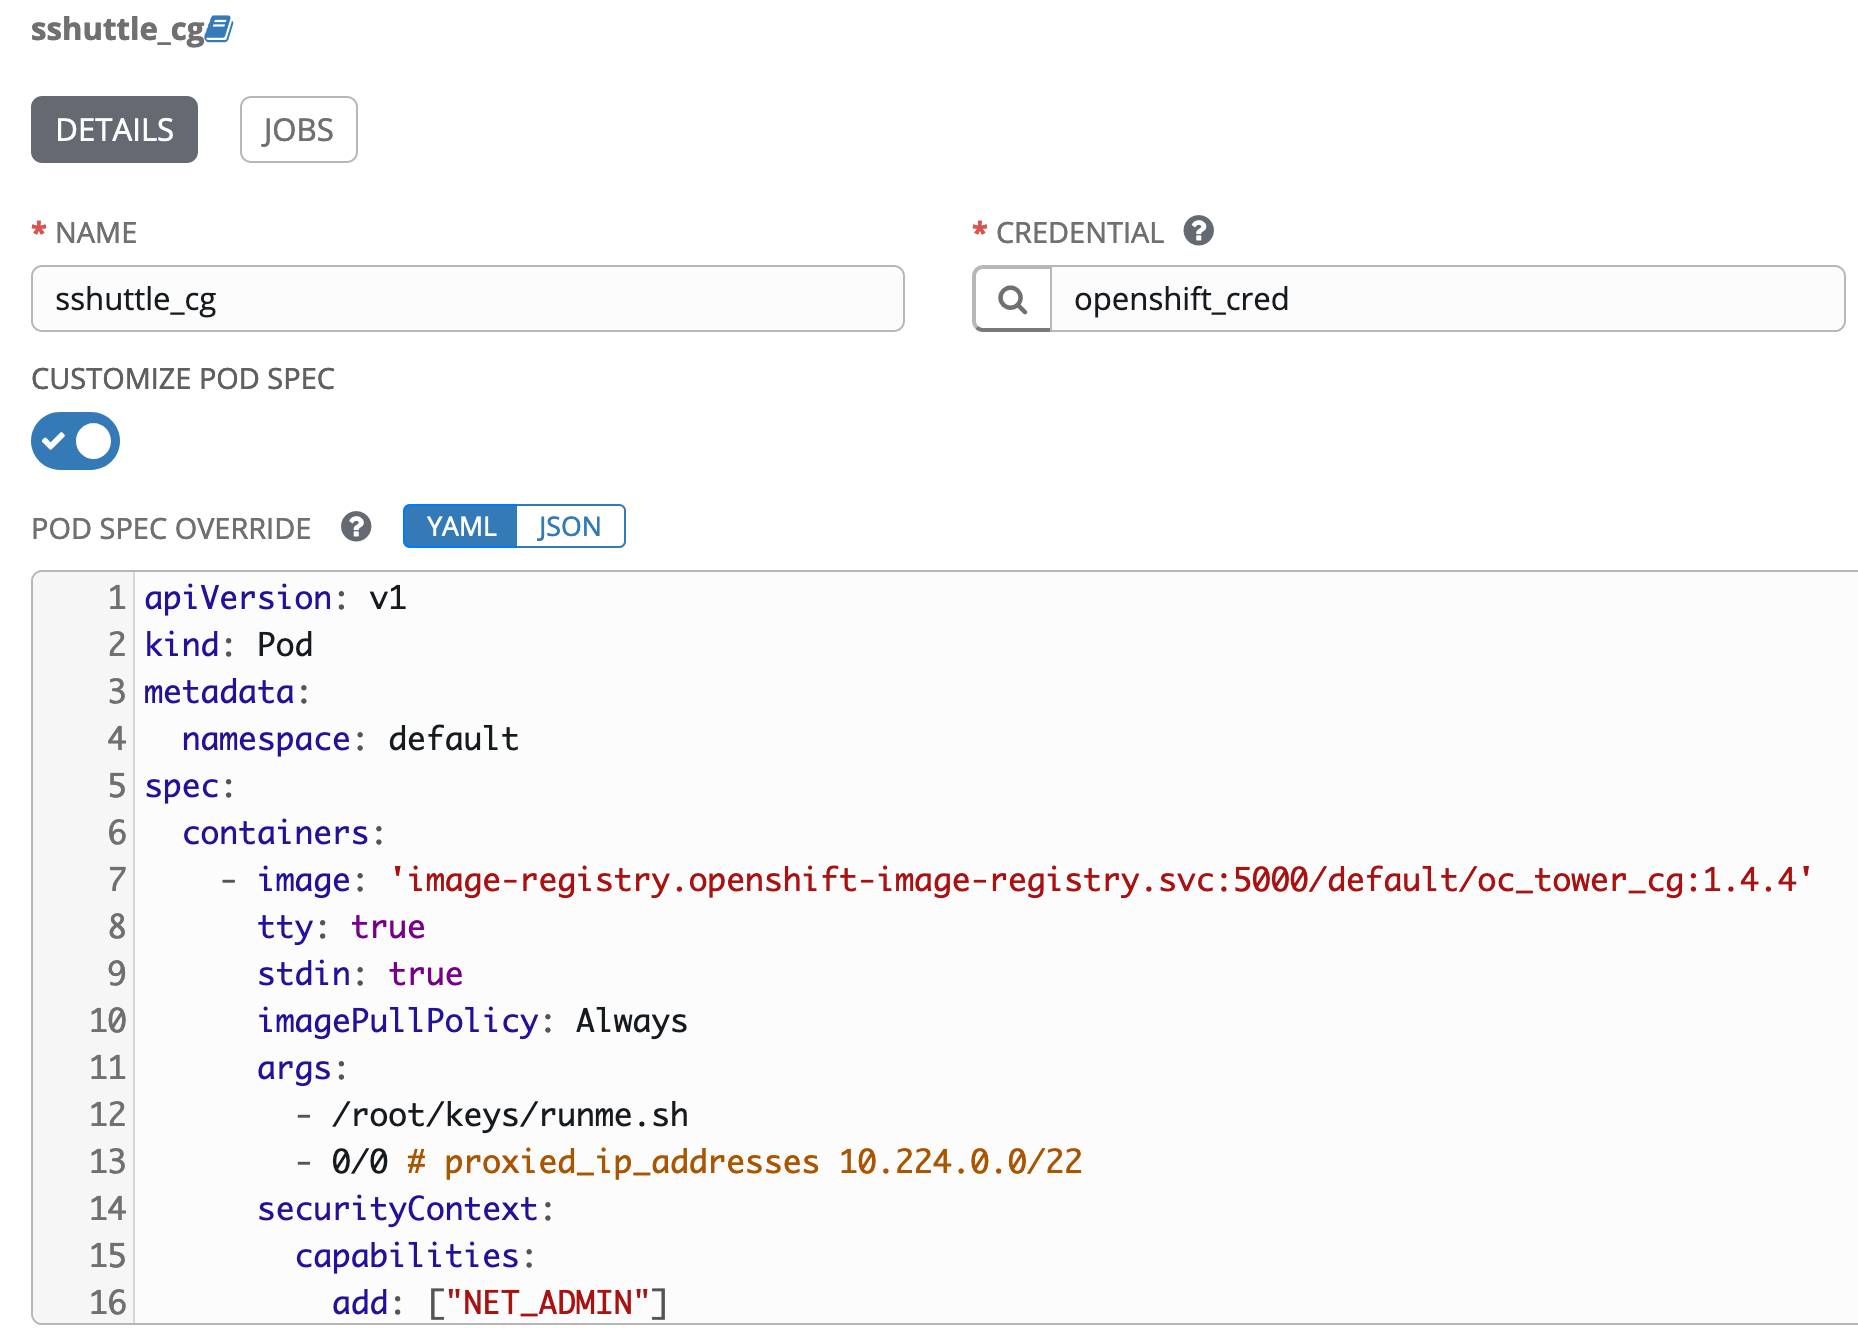 sshuttle_cg
DETAILS JOBS
* NAME * CREDENTIAL ?
sshuttle_cg openshift_cred
CUSTOMIZE POD SPEC
POD SPEC OVERRIDE ? YAML JSON
1 apiVersion: v1
2 kind: Pod
3 metadata:
4   namespace: default
5 spec:
6   containers:
7     - image: 'image-registry.openshift-image-registry.svc:5000/default/oc_tower_cg:1.4.4'
8       tty: true
9       stdin: true
10       imagePullPolicy: Always
11       args:
12         - /root/keys/runme.sh
13         - 0/0 # proxied_ip_addresses 10.224.0.0/22
14       securityContext:
15         capabilities:
16           add: ["NET_ADMIN"]